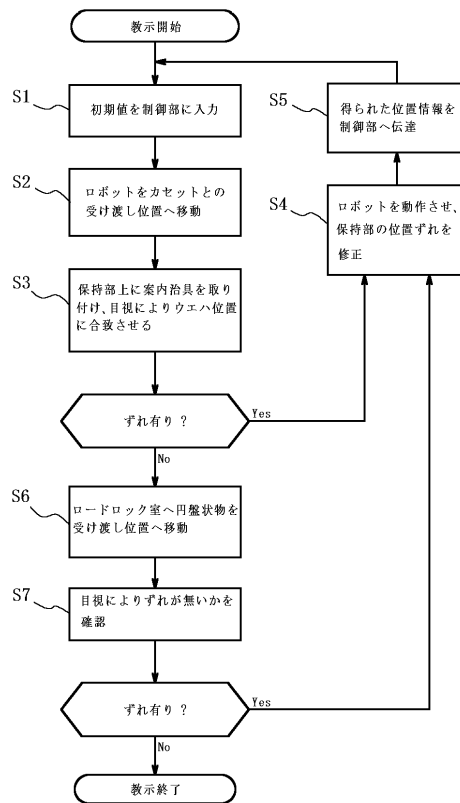 教示開始
S1
初期値を制御部に入力
S2
ロボットをカセットとの
受け渡し位置へ移動
S3
保持部上に案内治具を取り
付け、目視によりウエハ位置
に合致させる
ずれ有り？
Yes
No
S4
ロボットを動作させ、
保持部の位置ずれを
修正
S5
得られた位置情報を
制御部へ伝達
S6
ロードロック室へ円盤状物を
受け渡し位置へ移動
S7
目視によりずれが無いかを
確認
ずれ有り？
Yes
No
教示終了